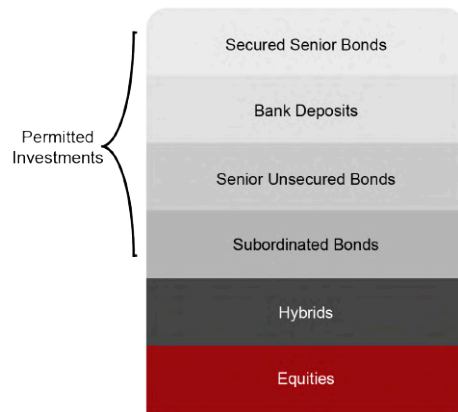 Secured Senior Bonds
Bank Deposits
Permitted
Investments
Senior Unsecured Bonds
Subordinated Bonds
Hybrids
Equities